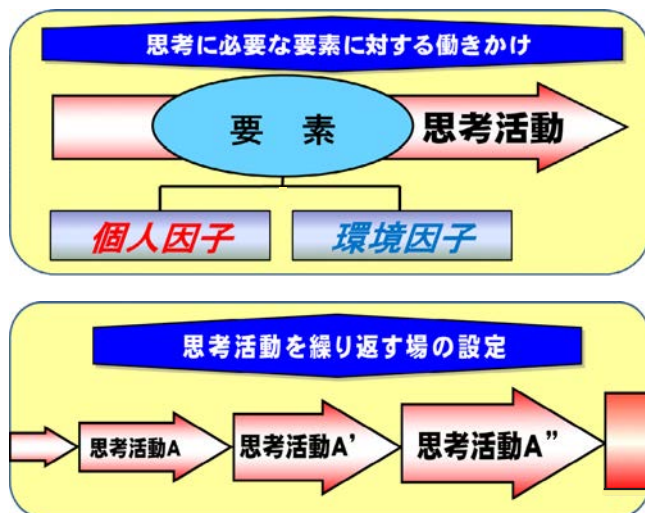 思考に必要な要素に対する働きかけ
要素
思考活動
個人因子
環境因子
思考活動を繰り返す場の設定
思考活動A
思考活動A’
思考活動A”